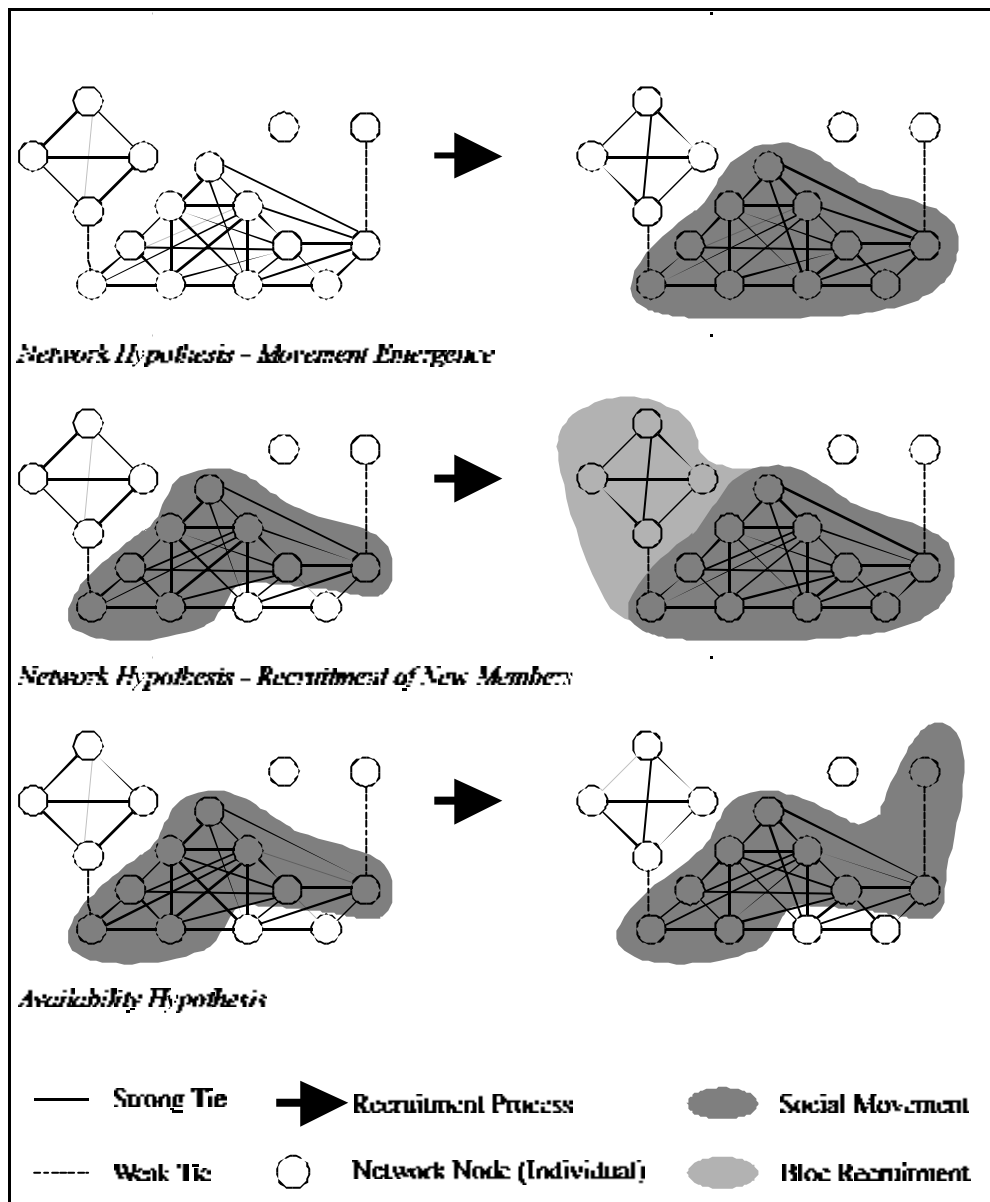 Network Hypothesis - Movement Emergence
Network Hypothesis - Recruitment of New Members
Availability Hypothesis
Strong Tie
Recruitment Process
Social Movement
Weak Tie
Network Node (Individual)
Bloc Recruitment